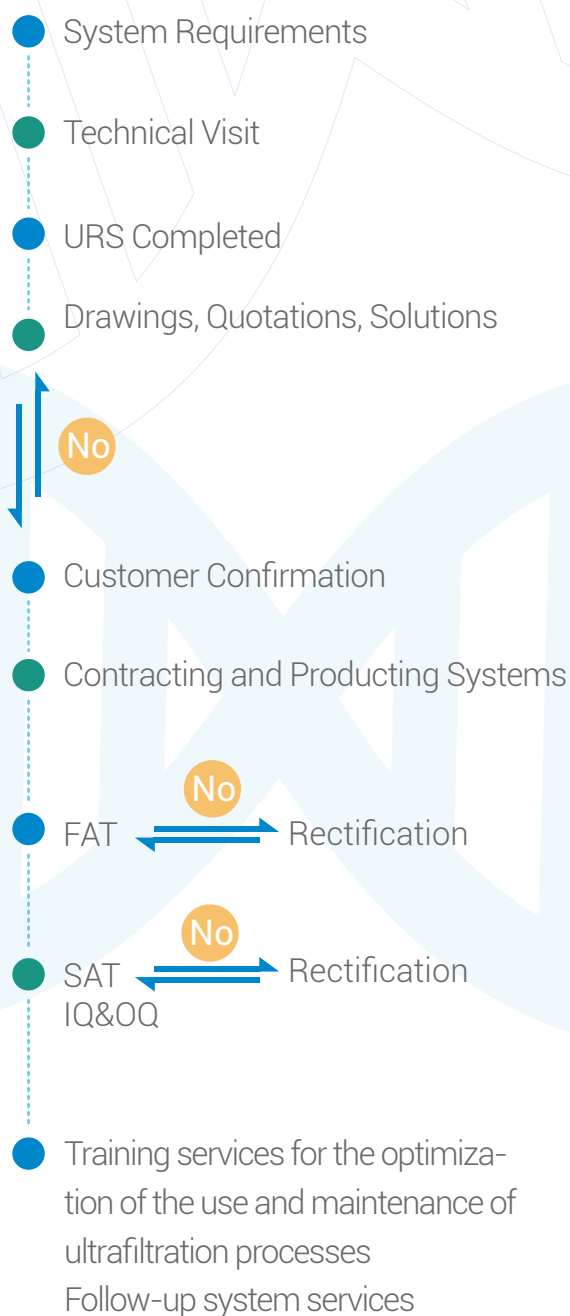 System Requirements
Technical Visit
URS Completed
Drawings, Quotations, Solutions
No
Customer Confirmation
Contracting and Producting Systems
No
FAT
Rectification
No
SAT
Rectification
IQ&OQ
Training services for the optimiza-
tion of the use and maintenance of
ultrafiltration processes
Follow-up system services